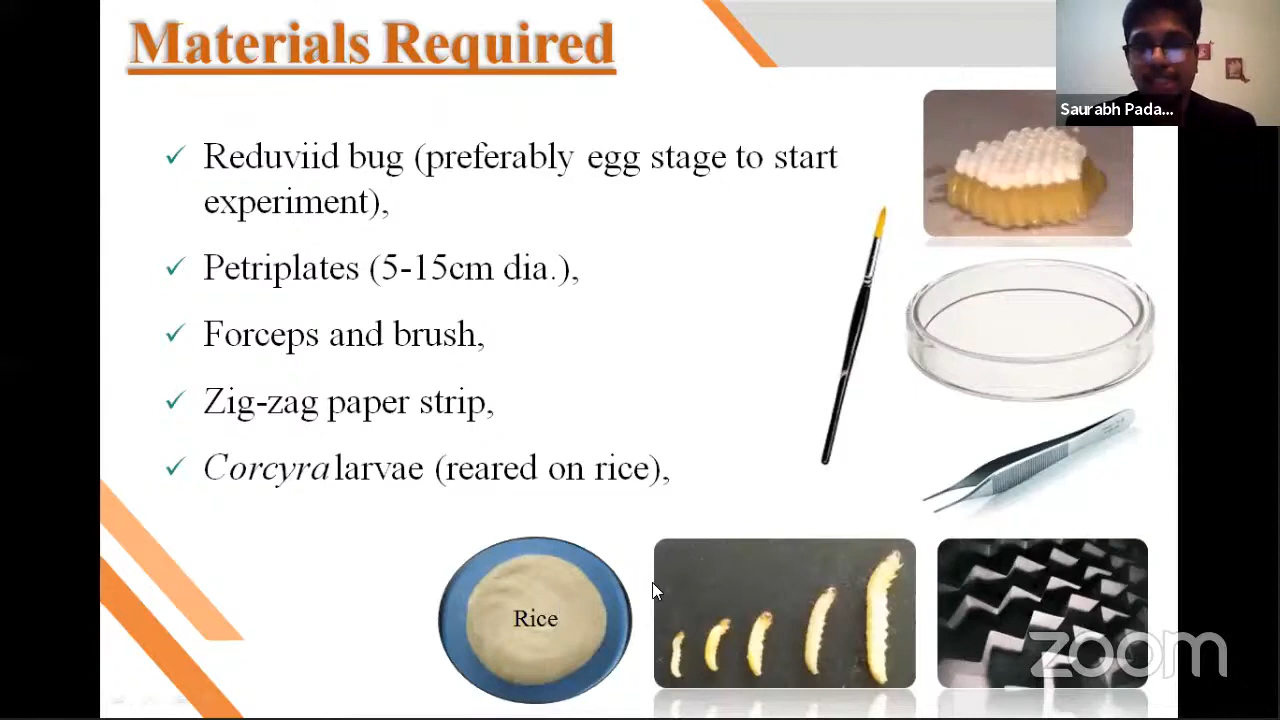 Materials Required
Saurabh Pada...
Reduviid bug (preferably egg stage to start
experiment),
Petriplates (5-15cm dia.),
Forceps and brush,
Zig-zag paper strip,
Corcyra larvae (reared on rice),
Rice
zoom